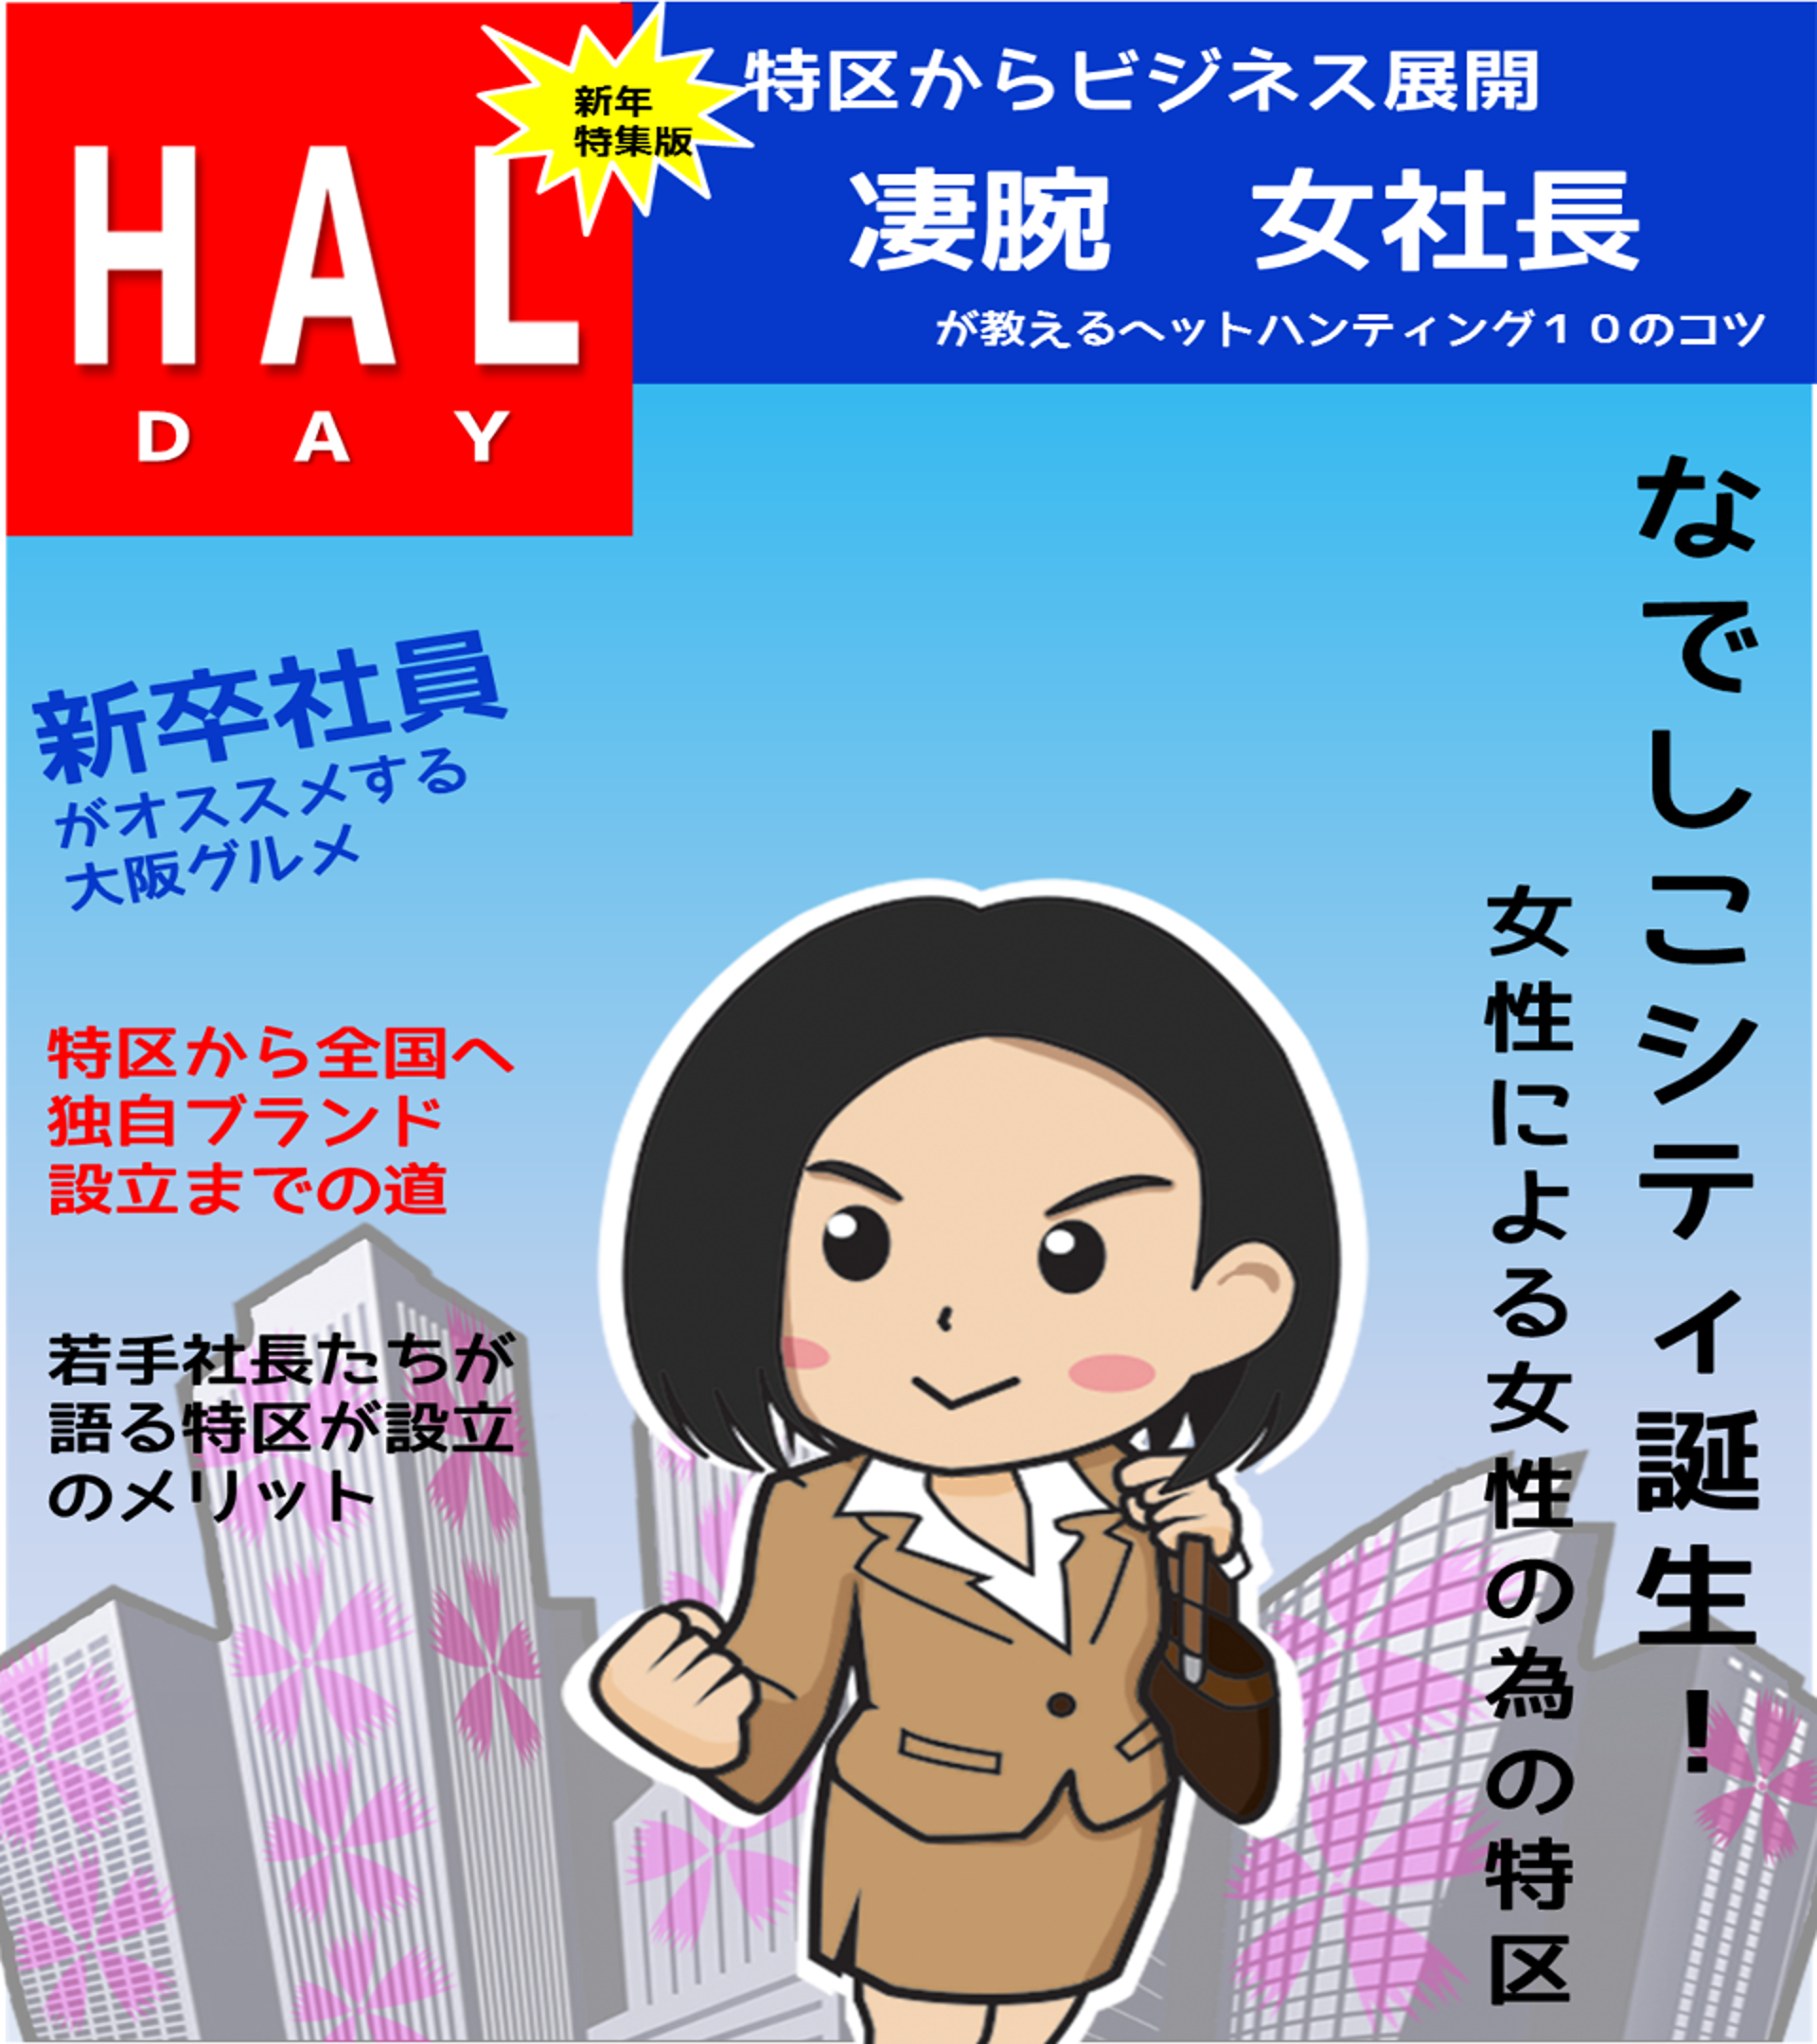 HAL
DAY
新年
特集版
特区からビジネス展開
凄腕　女社長
が教えるヘットハンティング１０のコツ
なでしこシティ誕生！
女性による女性の為の特区
新卒社員
がオススメする
大阪グルメ
特区から全国へ
独自ブランド
設立までの道
若手社長たちが
語る特区が設立
のメリット